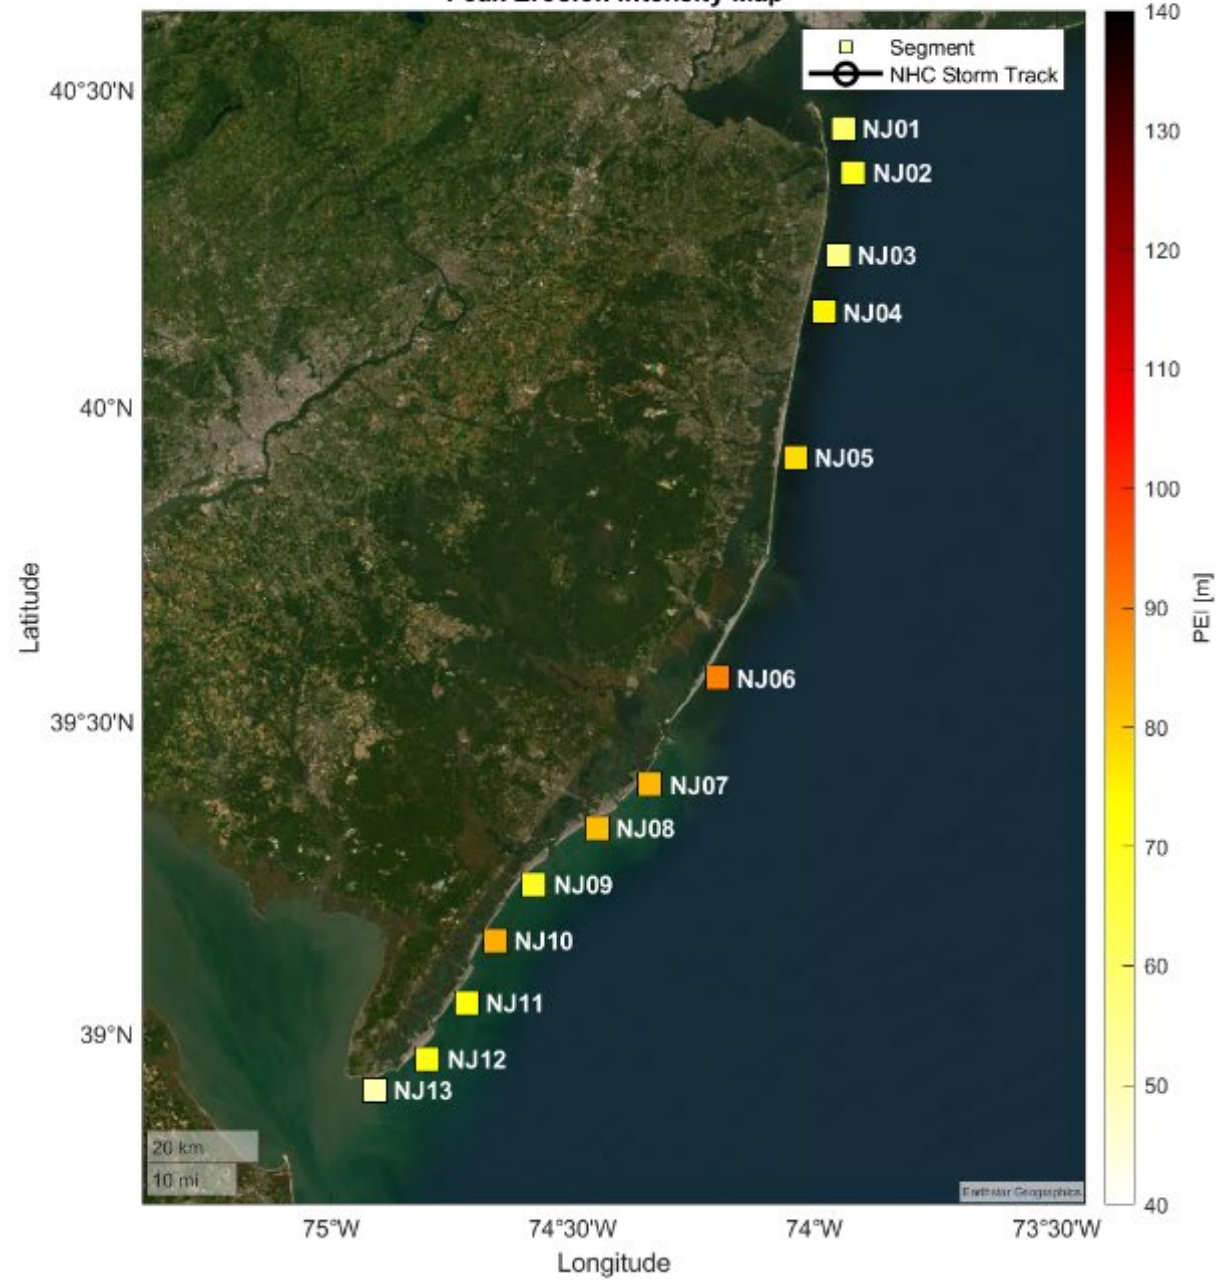 Peak Erosion Intensity Map
Segment
NHC Storm Track
40°30'N
40°N
39°30'N
39°N
Latitude
NJ01
NJ02
NJ03
NJ04
NJ05
NJ06
NJ07
NJ08
NJ09
NJ10
NJ11
NJ12
NJ13
20 km
10 mi
Earthstar Geographics
75°W
74°30'W
74°W
73°30'W
Longitude
140
130
120
110
100
90
80
70
60
50
40
PEI [m]